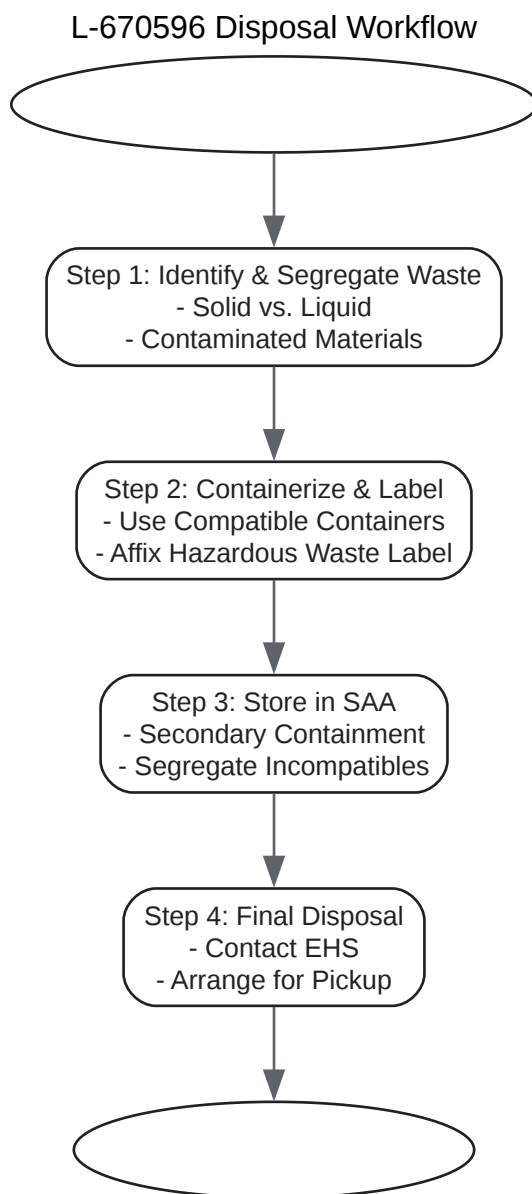 L-670596 Disposal Workflow
Step 1: Identify & Segregate Waste
- Solid vs. Liquid
- Contaminated Materials
Step 2: Containerize & Label
- Use Compatible Containers
- Affix Hazardous Waste Label
Step 3: Store in SAA
- Secondary Containment
- Segregate Incompatibles
Step 4: Final Disposal
- Contact EHS
- Arrange for Pickup